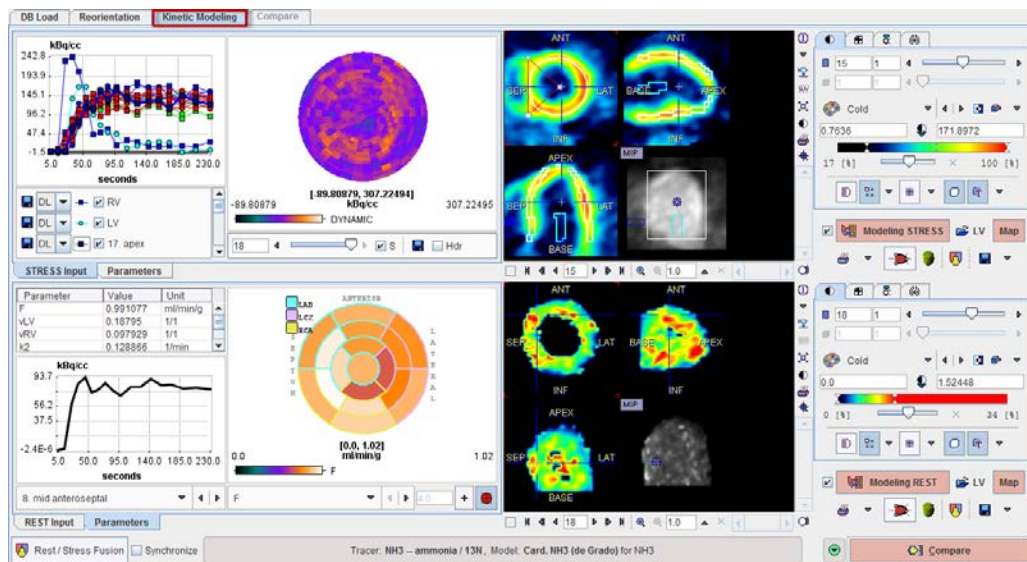 DB Load Reorientation Kinetic Modeling Compare
kBq/cc
242.8
193.9
145.1
96.2
47.4
-1.5
5.0 50.0 95.0 140.0 185.0 230.0
seconds
DL RV
DL LV
DL 17. apex
STRESS Input Parameters
[-89.80879, 307.22494]
-89.80879 kBq/cc 307.22495
DYNAMIC
18 S Hdr
ANT
SEP LAT BASE APEX
INF
APEX MIP
SEP LAT
BASE
15 1.0
15 1
1 1
Cold
0.7636 171.8972
17 [%] 100 [%]
Modeling STRESS LV Map
Parameter Value Unit
F 0.991077 ml/min/g
vLV 0.18795 1/1
vRV 0.097929 1/1
k2 0.128866 1/min
kBq/cc
93.7
56.2
37.5
-2.4E-6
5.0 50.0 95.0 140.0 185.0 230.0
seconds
8. mid anteroseptal
REST Input Parameters
LAD
LCX
RCA
ANTERIOR
SEPTUM
LATERAL
[0.0, 1.02]
0.0 ml/min/g 1.02
F
F 4.0
ANT
SEP LAT BASE APEX
INF
APEX MIP
SEP LAT
BASE
18 1.0
18 1
1 1
Cold
0.0 1.52448
0 [%] 34 [%]
Modeling REST LV Map
Rest / Stress Fusion Synchronize Tracer: NH3 – ammonia / 13N, Model: Card. NH3 (de Grado) for NH3 Compare